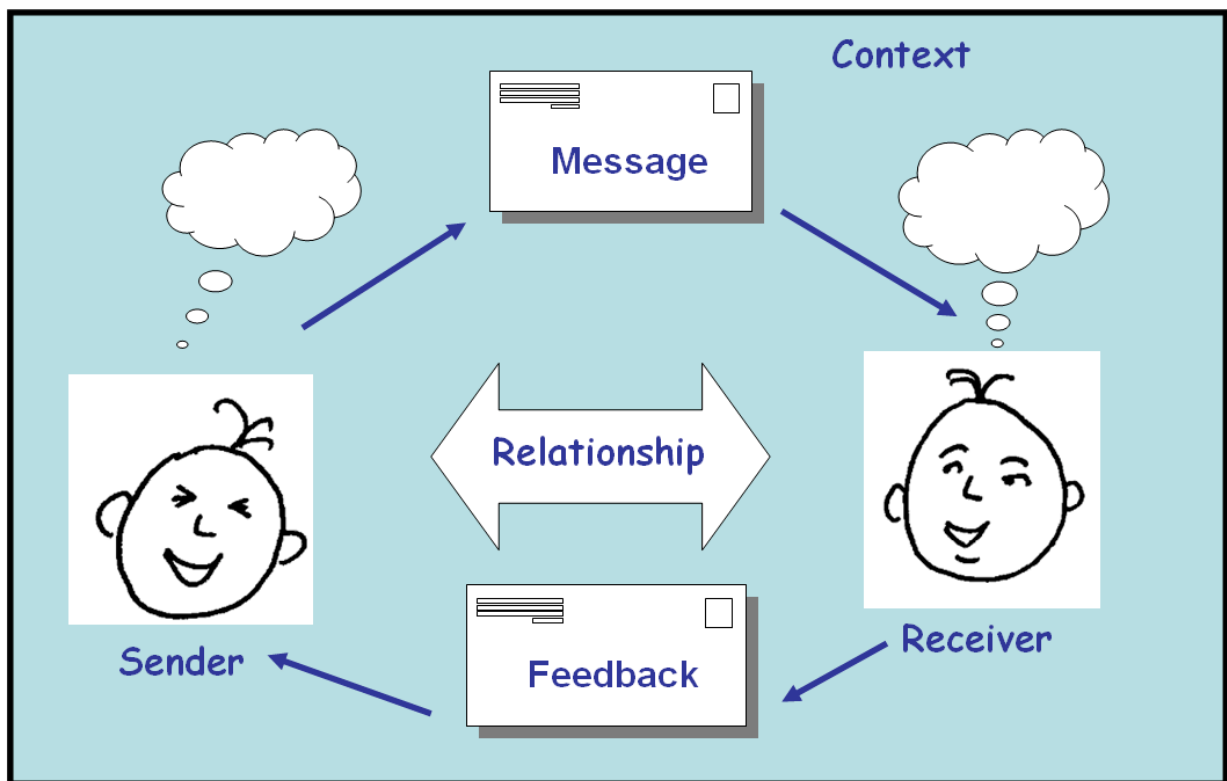 Context
Message
Relationship
Sender
Receiver
Feedback